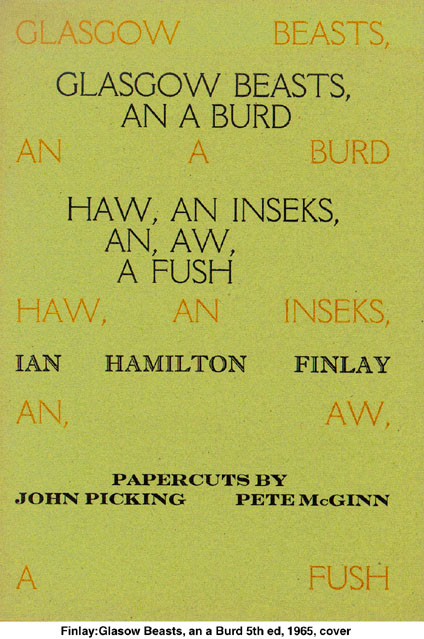 GLASGOW BEASTS,
GLASGOW BEASTS,
AN A BURD
AN A BURD
HAW, AN INSEKS,
AN, AW,
A FUSH
HAW, AN INSEKS,
IAN HAMILTON FINLAY
AN, AW,
PAPERCUTS BY
JOHN PICKING PETE McGINN
A FUSH
Finlay:Glasow Beasts, an a Burd 5th ed, 1965, cover